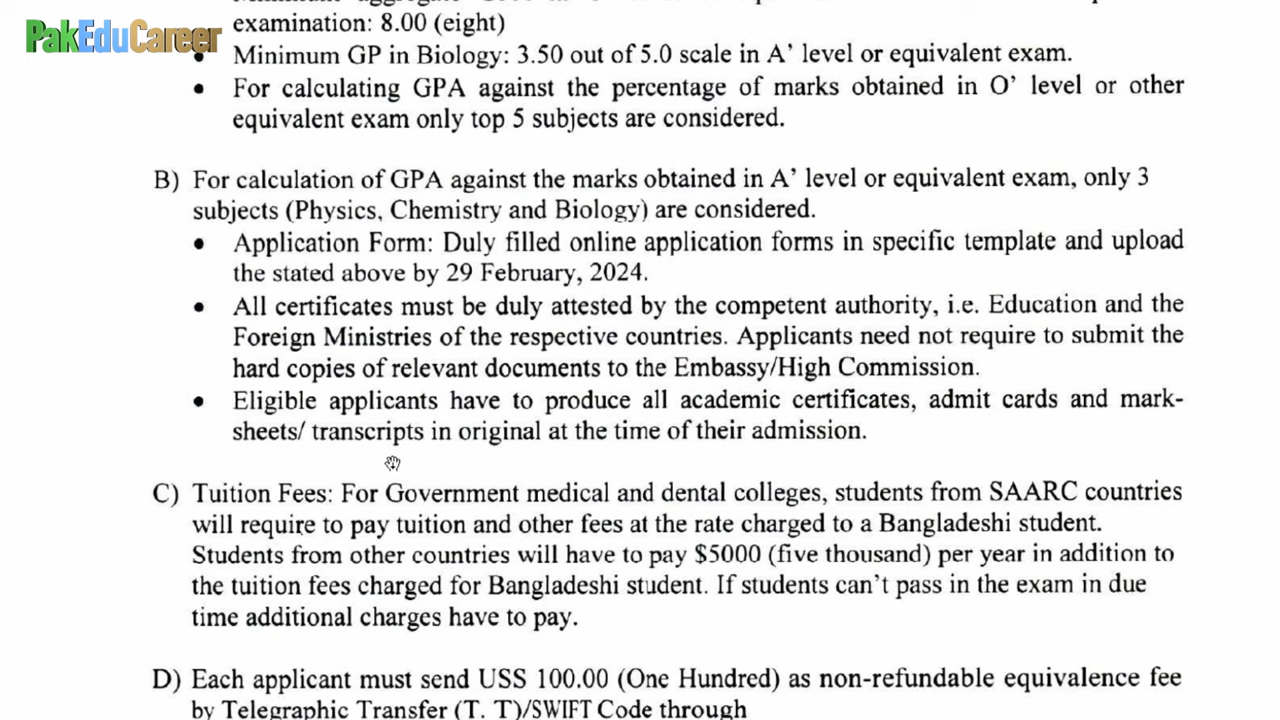 PakEduCareer
examination: 8.00 (eight)
• Minimum GP in Biology: 3.50 out of 5.0 scale in A' level or equivalent exam.
• For calculating GPA against the percentage of marks obtained in O' level or other
equivalent exam only top 5 subjects are considered.
B) For calculation of GPA against the marks obtained in A' level or equivalent exam, only 3
subjects (Physics, Chemistry and Biology) are considered.
• Application Form: Duly filled online application forms in specific template and upload
the stated above by 29 February, 2024.
• All certificates must be duly attested by the competent authority, i.e. Education and the
Foreign Ministries of the respective countries. Applicants need not require to submit the
hard copies of relevant documents to the Embassy/High Commission.
• Eligible applicants have to produce all academic certificates, admit cards and mark-
sheets/ transcripts in original at the time of their admission.
C) Tuition Fees: For Government medical and dental colleges, students from SAARC countries
will require to pay tuition and other fees at the rate charged to a Bangladeshi student.
Students from other countries will have to pay $5000 (five thousand) per year in addition to
the tuition fees charged for Bangladeshi student. If students can't pass in the exam in due
time additional charges have to pay.
D) Each applicant must send USS 100.00 (One Hundred) as non-refundable equivalence fee
by Telegraphic Transfer (T. T)/SWIFT Code through